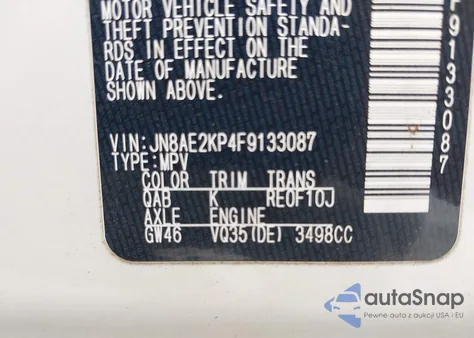 MOTOR VEHICLE SAFETY AND
THEFT PREVENTION STANDA-
RDS IN EFFECT ON THE
DATE OF MANUFACTURE
SHOWN ABOVE.
VIN: JN8AE2KP4F9133087
TYPE: MPV
COLOR TRIM TRANS
QAB K RE0F10J
AXLE ENGINE
GW46 VQ35(DE) 3498CC
F9133087
autaSnap
Pewne auta z pojazdów USA i EU